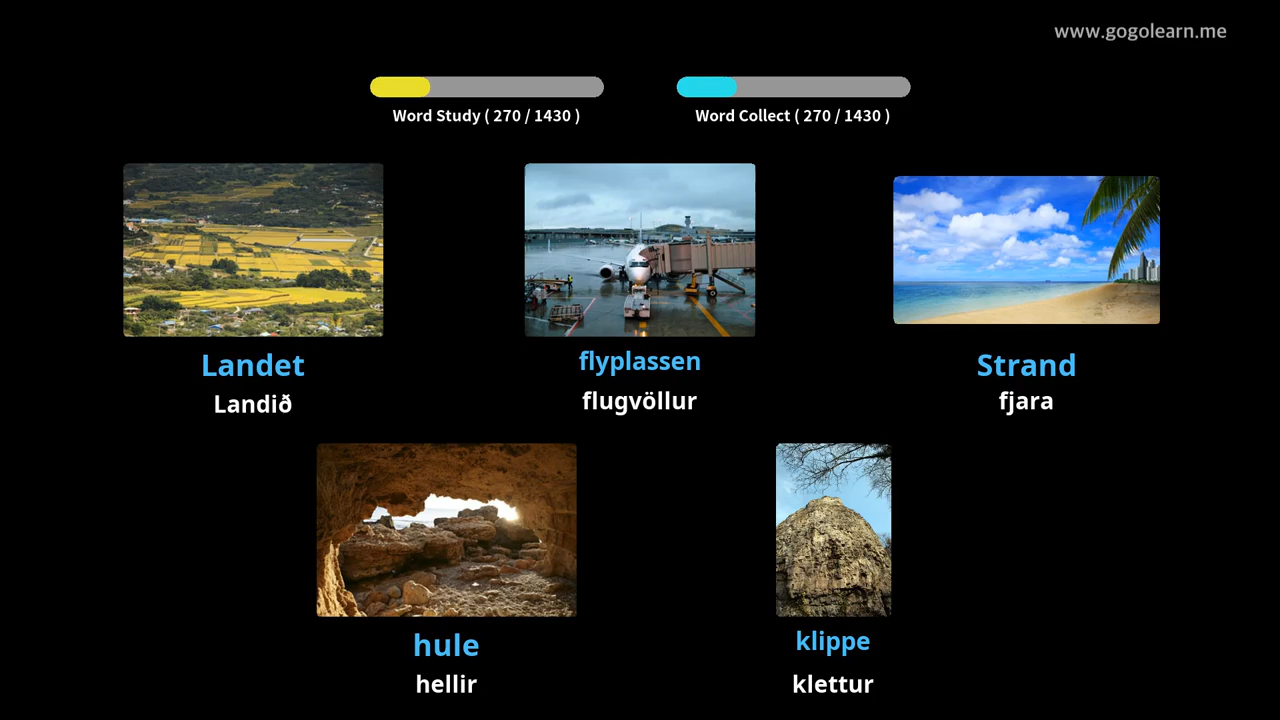 www.gogolearn.me
Word Study ( 270 / 1430 )
Word Collect ( 270 / 1430 )
Landet
Landið
flyplassen
flugvöllur
Strand
fjara
hule
hellir
klippe
klettur